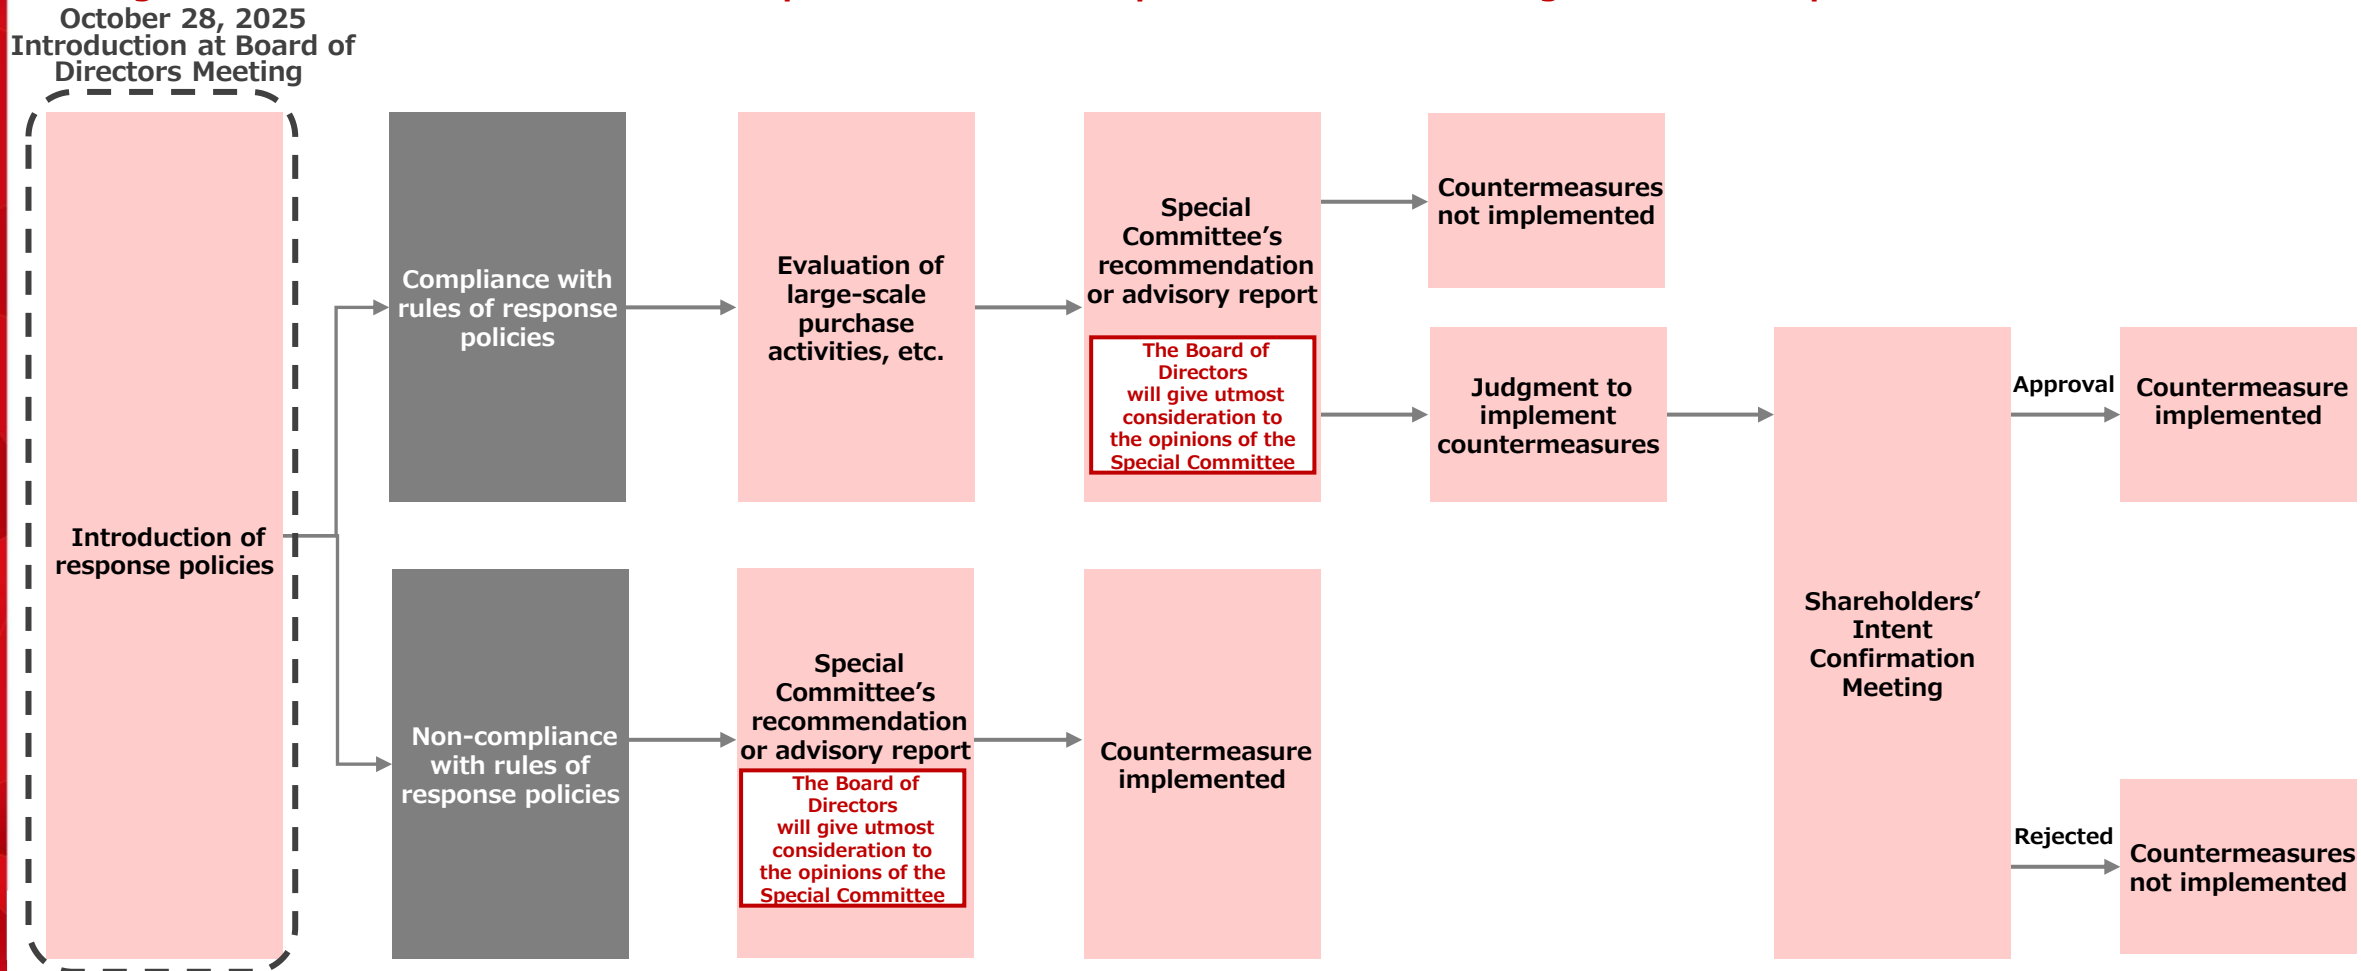 October 28, 2025
Introduction at Board of
Directors Meeting
Introduction of
response policies
Compliance with
rules of response
policies
Evaluation of
large-scale
purchase
activities, etc.
Special
Committee’s
recommendation
or advisory report
The Board of
Directors
will give utmost
consideration to
the opinions of the
Special Committee
Countermeasures
not implemented
Judgment to
implement
countermeasures
Shareholders’
Intent
Confirmation
Meeting
Approval
Countermeasure
implemented
Rejected
Countermeasures
not implemented
Non-compliance
with rules of
response policies
Special
Committee’s
recommendation
or advisory report
The Board of
Directors
will give utmost
consideration to
the opinions of the
Special Committee
Countermeasure
implemented